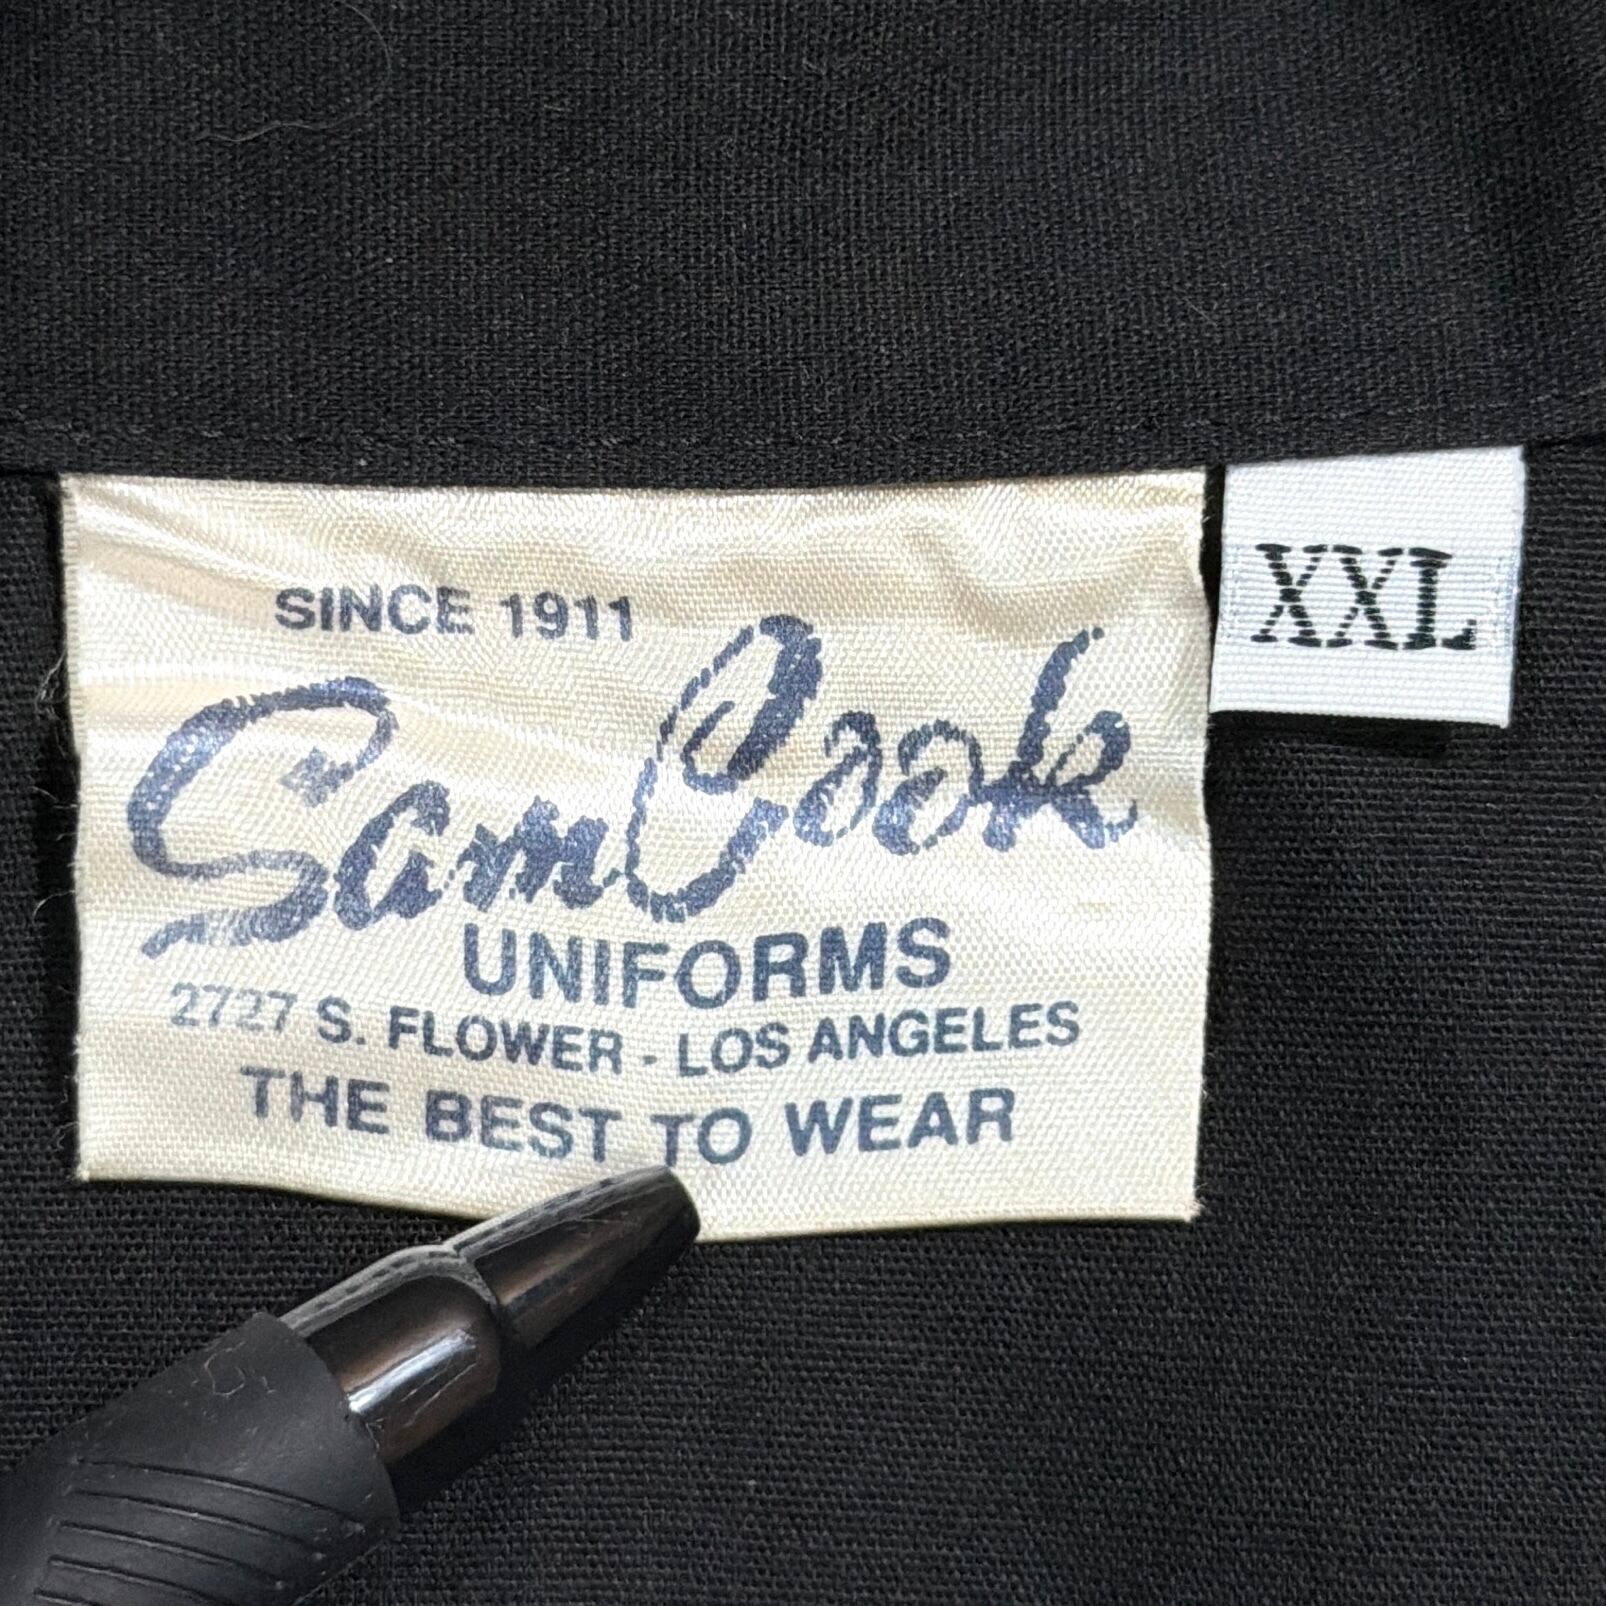 SINCE 1911
Sam Cook
UNIFORMS
2727 S. FLOWER - LOS ANGELES
THE BEST TO WEAR
XXL